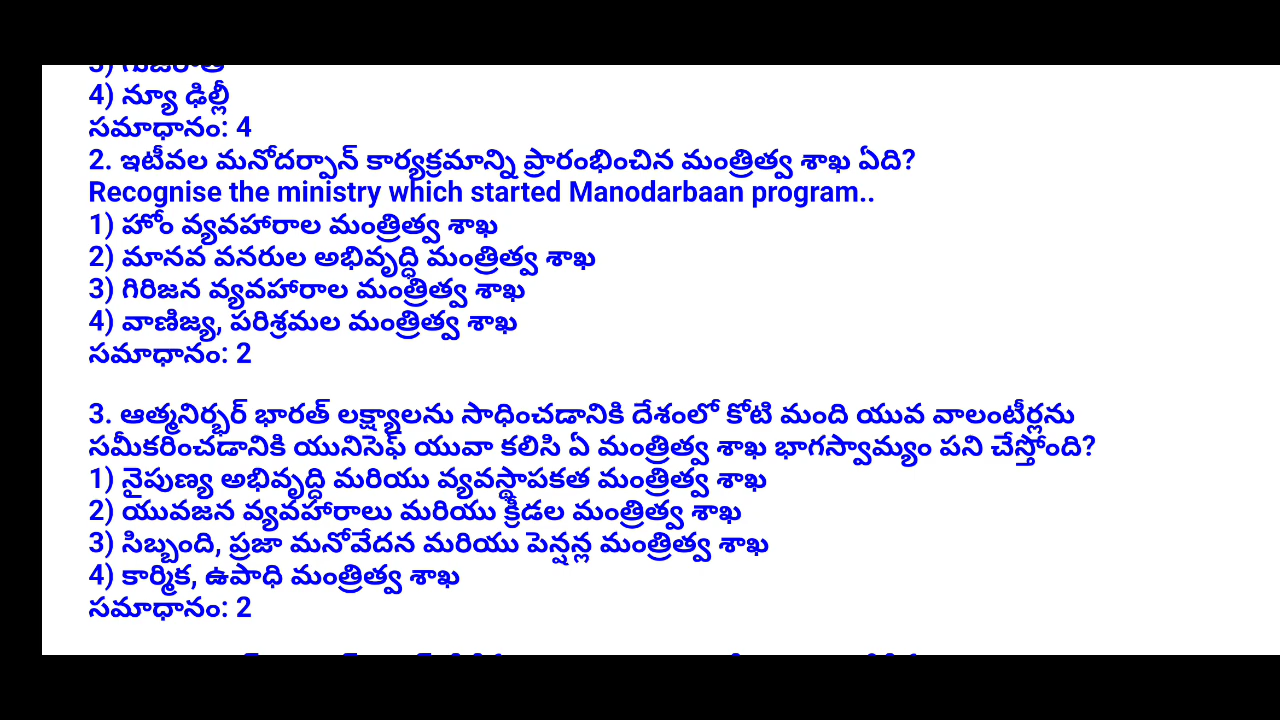 3) గుజరాత్
4) న్యూ ఢిల్లీ
సమాధానం: 4
2. ఇటీవల మనోదర్పాన్ కార్యక్రమాన్ని ప్రారంభించిన మంత్రిత్వ శాఖ ఏది?
Recognise the ministry which started Manodarbaan program..
1) హోం వ్యవహారాల మంత్రిత్వ శాఖ
2) మానవ వనరుల అభివృద్ధి మంత్రిత్వ శాఖ
3) గిరిజన వ్యవహారాల మంత్రిత్వ శాఖ
4) వాణిజ్య, పరిశ్రమల మంత్రిత్వ శాఖ
సమాధానం: 2
3. ఆత్మనిర్భర్ భారత్ లక్ష్యాలను సాధించడానికి దేశంలో కోటి మంది యువ వాలంటీర్లను
సమీకరించడానికి యునిసెఫ్ యువా కలిసి ఏ మంత్రిత్వ శాఖ భాగస్వామ్యం పని చేస్తోంది?
1) నైపుణ్య అభివృద్ధి మరియు వ్యవస్థాపకత మంత్రిత్వ శాఖ
2) యువజన వ్యవహారాలు మరియు క్రీడల మంత్రిత్వ శాఖ
3) సిబ్బంది, ప్రజా మనోవేదన మరియు పెన్షన్ల మంత్రిత్వ శాఖ
4) కార్మిక, ఉపాధి మంత్రిత్వ శాఖ
సమాధానం: 2